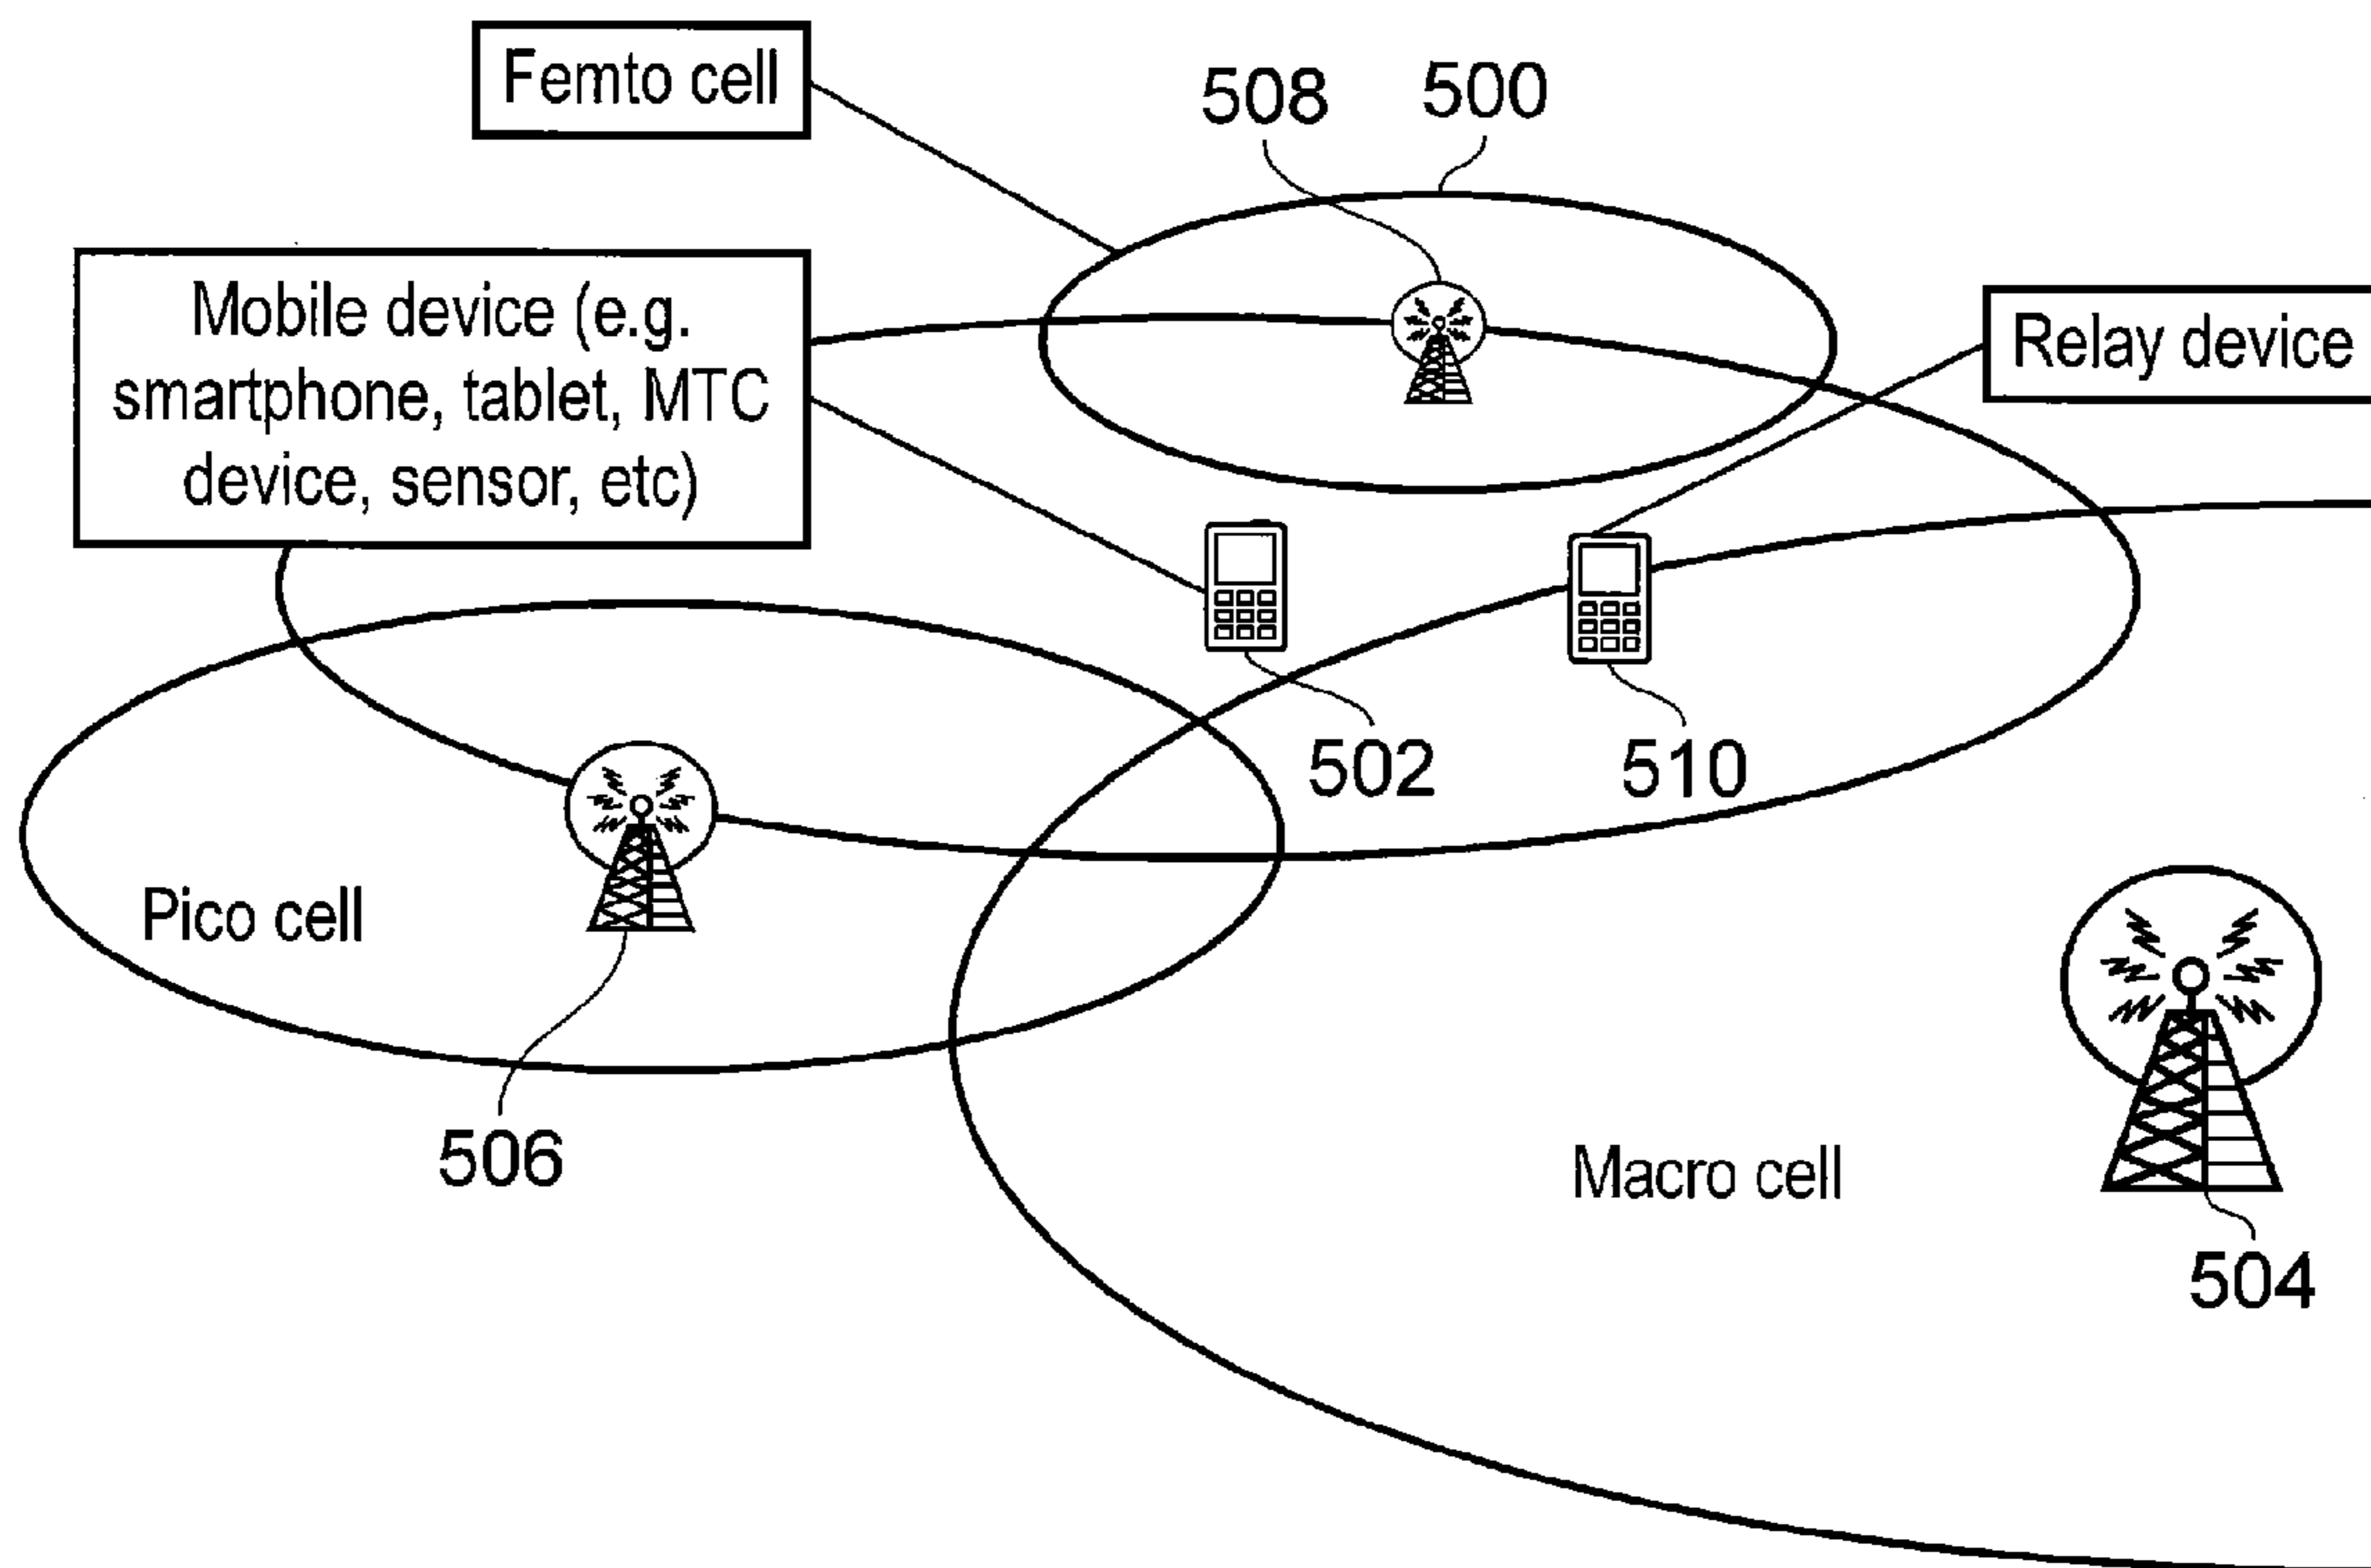 Femto cell
508
500
Mobile device (e.g.
smartphone, tablet, MTC
device, sensor, etc)
Relay device
502
510
Pico cell
506
Macro cell
504